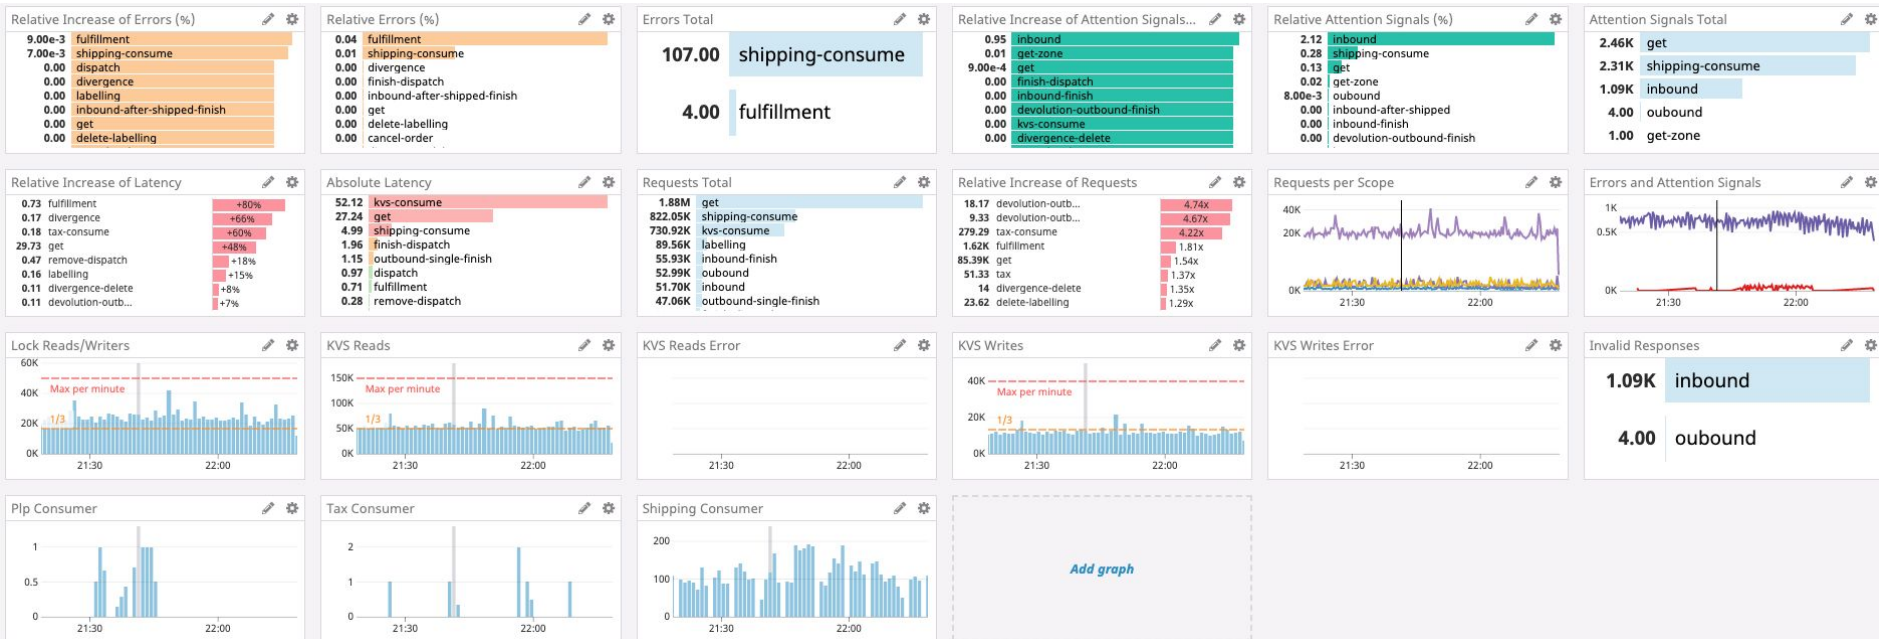 Relative Increase of Errors (%)
9.00e-3 fulfillment
7.00e-3 shipping-consume
0.00 dispatch
0.00 divergence
0.00 labelling
0.00 inbound-after-shipped-finish
0.00 get
0.00 delete-labelling
Relative Errors (%)
0.04 fulfillment
0.01 shipping-consume
0.00 divergence
0.00 finish-dispatch
0.00 inbound-after-shipped-finish
0.00 get
0.00 delete-labelling
0.00 cancel-order
Errors Total
107.00 shipping-consume
4.00 fulfillment
Relative Increase of Attention Signals...
0.95 inbound
0.01 get-zone
9.00e-4 get
0.00 finish-dispatch
0.00 inbound-finish
0.00 devolution-outbound-finish
0.00 kvs-consume
0.00 divergence-delete
Relative Attention Signals (%)
2.12 inbound
0.28 shipping-consume
0.13 get
0.02 get-zone
8.00e-3 oubound
0.00 inbound-after-shipped
0.00 inbound-finish
0.00 devolution-outbound-finish
Attention Signals Total
2.46K get
2.31K shipping-consume
1.09K inbound
4.00 oubound
1.00 get-zone
Relative Increase of Latency
0.73 fulfillment +80%
0.17 divergence +66%
0.18 tax-consume +60%
29.73 get +48%
0.47 remove-dispatch +18%
0.16 labelling +15%
0.11 divergence-delete +8%
0.11 devolution-outb... +7%
Absolute Latency
52.12 kvs-consume
27.24 get
4.99 shipping-consume
1.96 finish-dispatch
1.15 outbound-single-finish
0.97 dispatch
0.71 fulfillment
0.28 remove-dispatch
Requests Total
1.88M get
822.05K shipping-consume
730.92K kvs-consume
89.56K labelling
55.93K inbound-finish
52.99K oubound
51.70K inbound
47.06K outbound-single-finish
Relative Increase of Requests
18.17 devolution-outb... 4.74x
9.33 devolution-outb... 4.67x
279.29 tax-consume 4.22x
1.62K fulfillment 1.81x
85.39K get 1.54x
51.33 tax 1.37x
14 divergence-delete 1.35x
23.62 delete-labelling 1.29x
Requests per Scope
40K
20K
0K
21:30 22:00
Errors and Attention Signals
1K
0.5K
0K
21:30 22:00
Lock Reads/Writers
60K
Max per minute
40K
1/3
20K
0K
21:30 22:00
KVS Reads
150K
Max per minute
100K
1/3
50K
0K
21:30 22:00
KVS Reads Error
21:30 22:00
KVS Writes
40K
Max per minute
20K
1/3
0K
21:30 22:00
KVS Writes Error
21:30 22:00
Invalid Responses
1.09K inbound
4.00 oubound
Plp Consumer
1
0.5
0
21:30 22:00
Tax Consumer
2
1
0
21:30 22:00
Shipping Consumer
200
100
0
21:30 22:00
Add graph